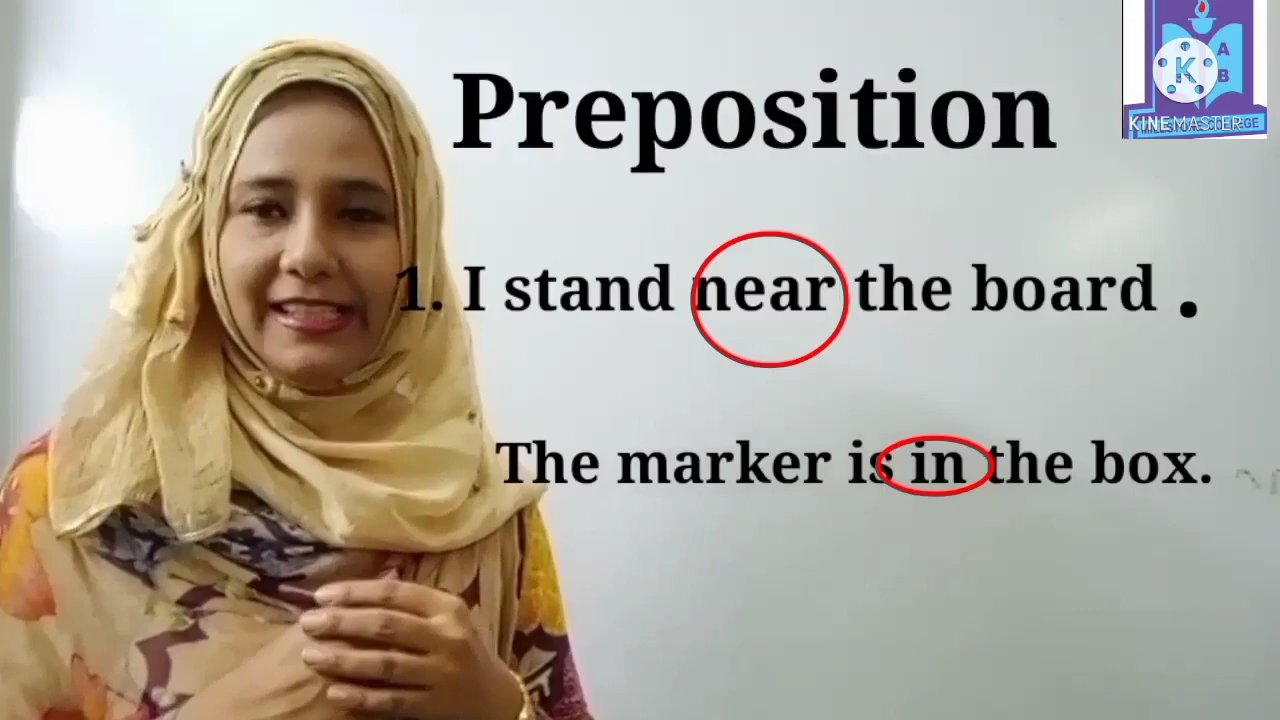 Preposition
1. I stand near the board .
The marker is in the box.
A
B
K
KINEMASTER